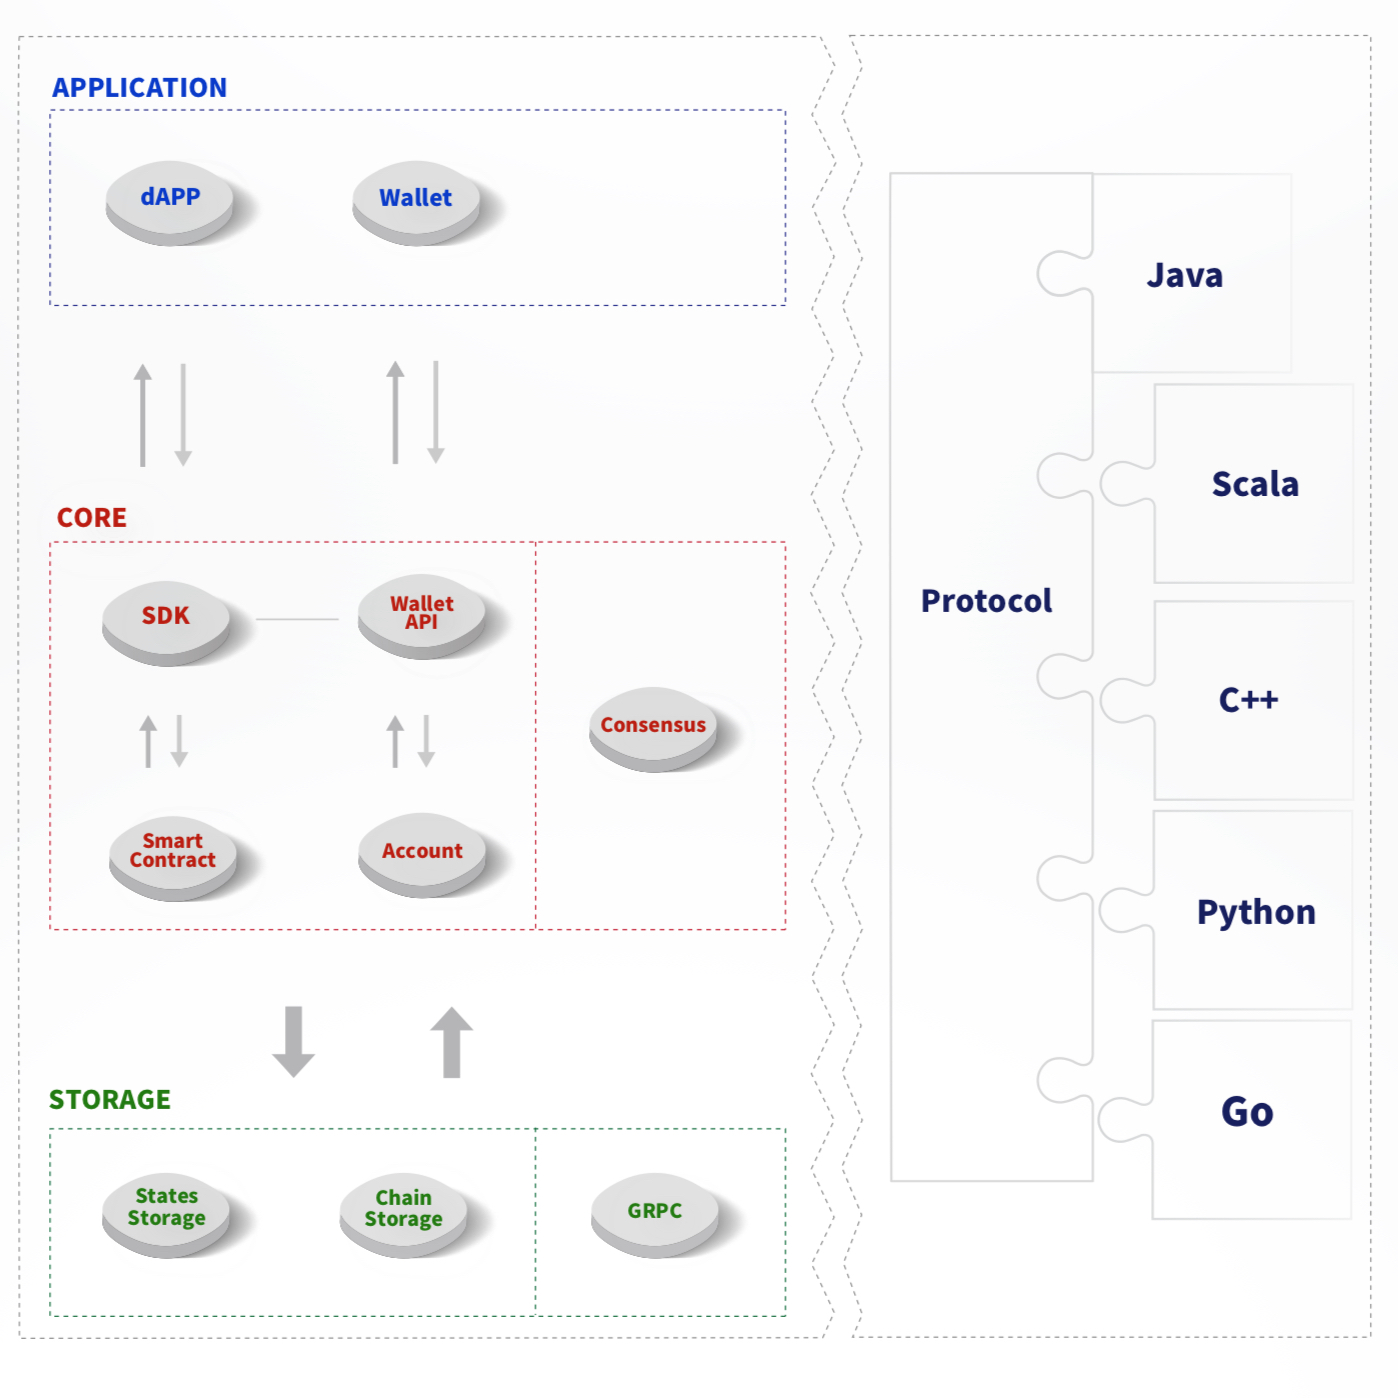 APPLICATION
dAPP
Wallet
CORE
SDK
Wallet
API
Consensus
Smart
Contract
Account
STORAGE
States
Storage
Chain
Storage
GRPC
Protocol
Java
Scala
C++
Python
Go